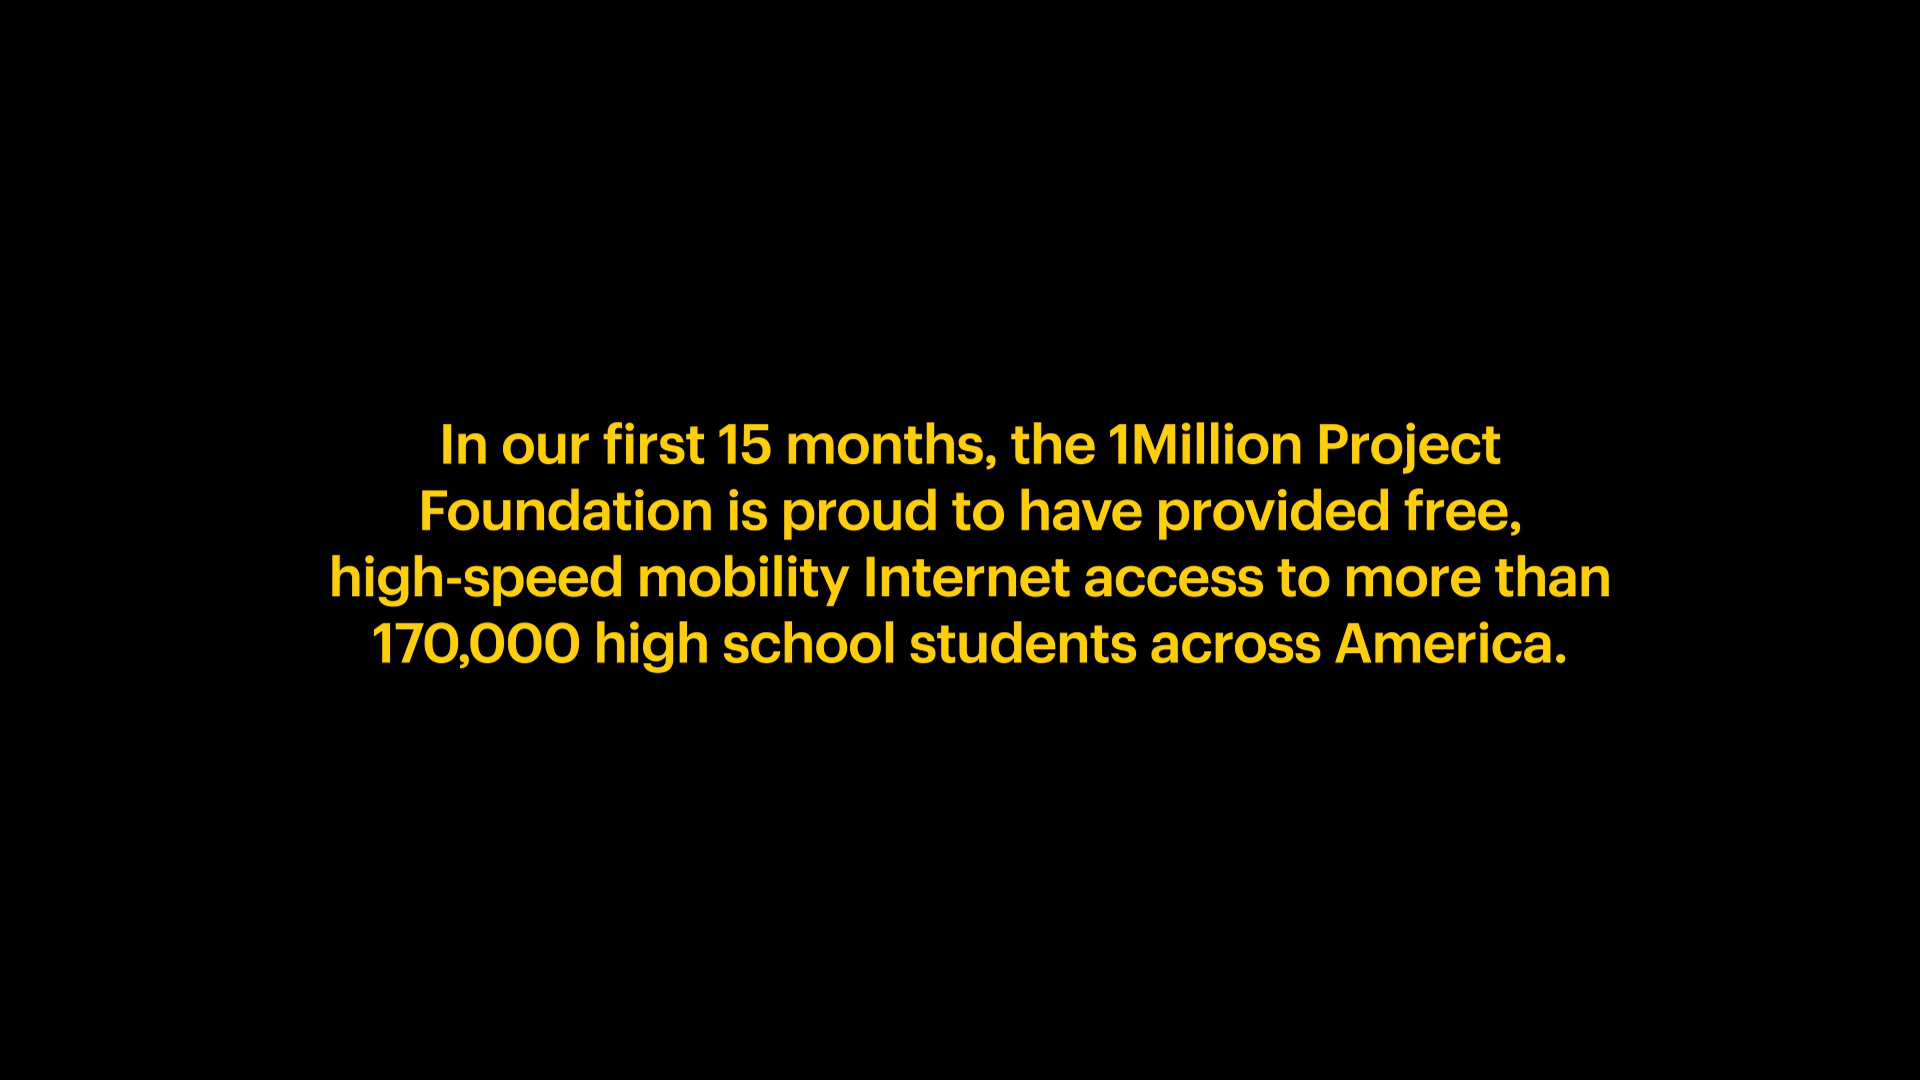 In our first 15 months, the 1Million Project
Foundation is proud to have provided free,
high-speed mobility Internet access to more than
170,000 high school students across America.